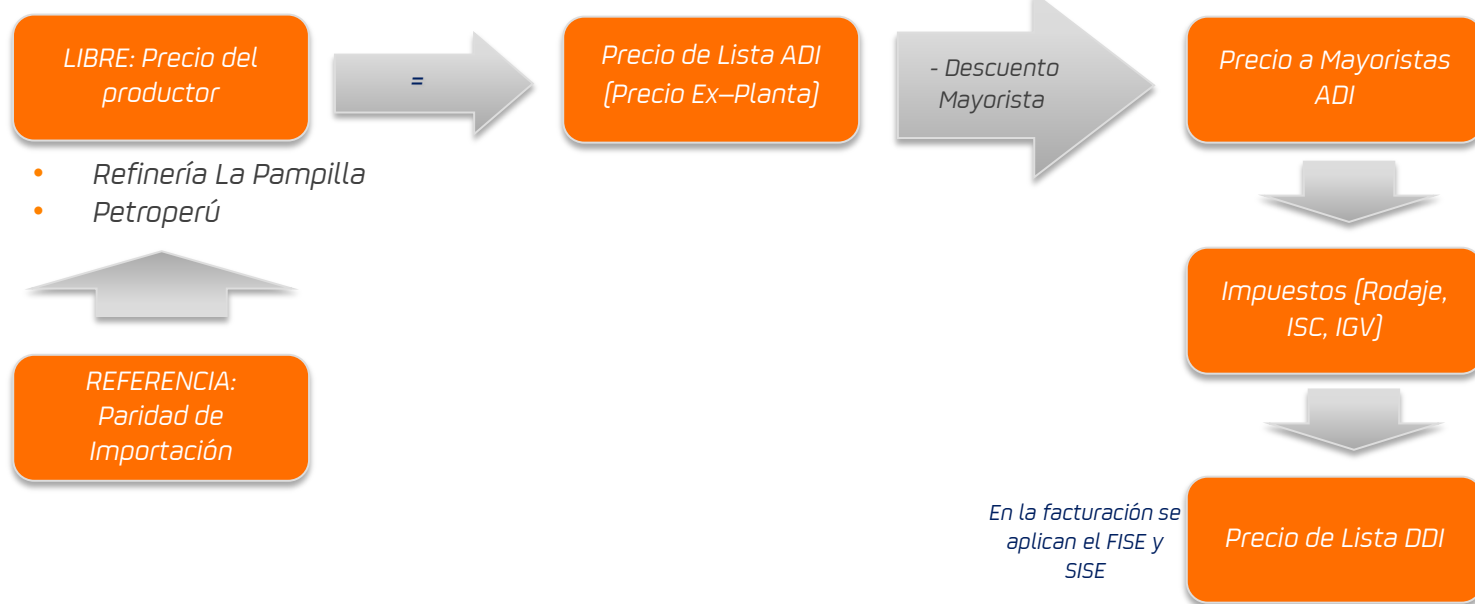 LIBRE: Precio del
productor
=
Precio de Lista ADI
(Precio Ex–Planta)
- Descuento
Mayorista
Precio a Mayoristas
ADI
• Refinería La Pampilla
• Petroperú
Impuestos (Rodaje,
ISC, IGV)
REFERENCIA:
Paridad de
Importación
En la facturación se
aplican el FISE y
SISE
Precio de Lista DDI